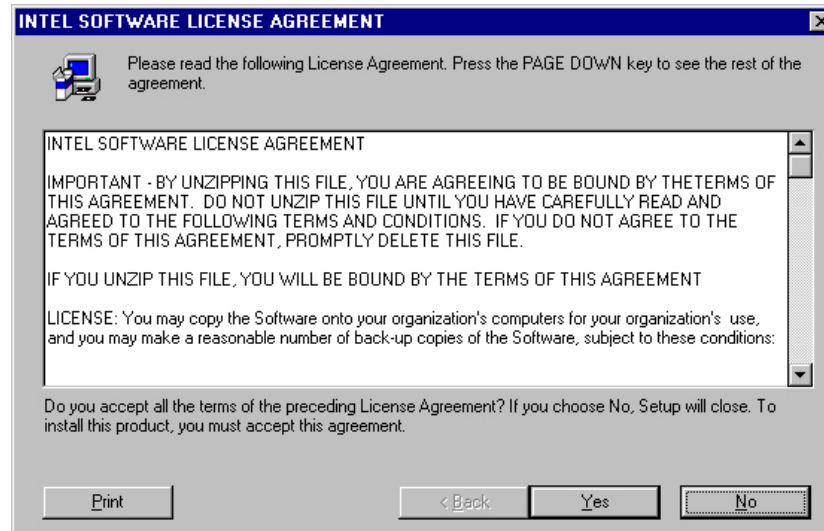 INTEL SOFTWARE LICENSE AGREEMENT
Please read the following License Agreement. Press the PAGE DOWN key to see the rest of the
agreement.
INTEL SOFTWARE LICENSE AGREEMENT
IMPORTANT - BY UNZIPPING THIS FILE, YOU ARE AGREEING TO BE BOUND BY THETERMS OF
THIS AGREEMENT.  DO NOT UNZIP THIS FILE UNTIL YOU HAVE CAREFULLY READ AND
AGREED TO THE FOLLOWING TERMS AND CONDITIONS.  IF YOU DO NOT AGREE TO THE
TERMS OF THIS AGREEMENT, PROMPTLY DELETE THIS FILE.
IF YOU UNZIP THIS FILE, YOU WILL BE BOUND BY THE TERMS OF THIS AGREEMENT
LICENSE: You may copy the Software onto your organization's computers for your organization's  use,
and you may make a reasonable number of back-up copies of the Software, subject to these conditions:
Do you accept all the terms of the preceding License Agreement? If you choose No, Setup will close. To
install this product, you must accept this agreement.
Print
< Back
Yes
No